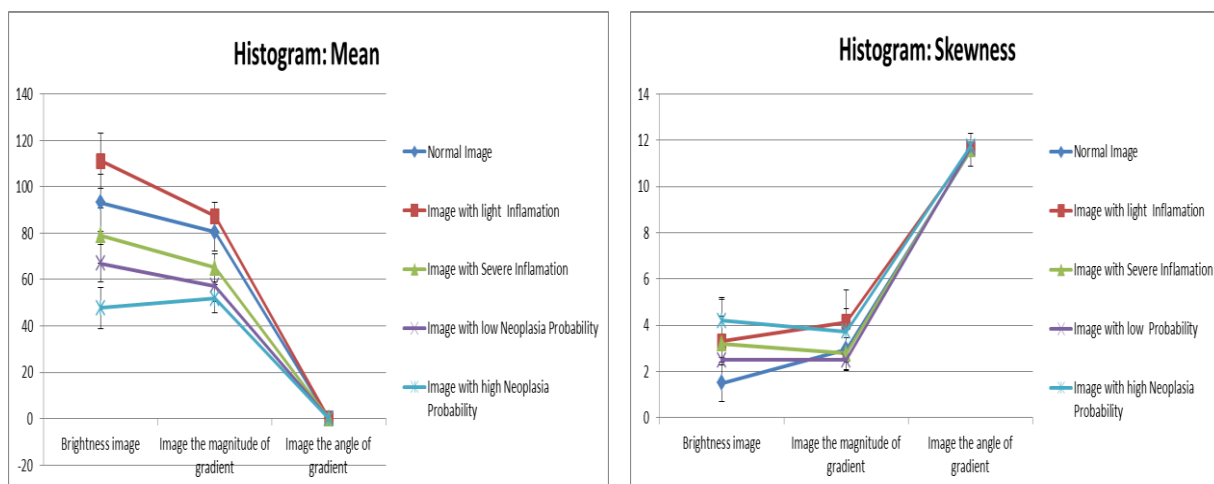 Histogram: Mean
140
120
100
80
60
40
20
0
-20
Brightness image
Image the magnitude of
gradient
Image the angle of
gradient
Normal Image
Image with light Inflamation
Image with Severe Inflamation
Image with low Neoplasia Probability
Image with high Neoplasia
Probability
Histogram: Skewness
14
12
10
8
6
4
2
0
Brightness image
Image the magnitude of
gradient
Image the angle of
gradient
Normal Image
Image with light Inflamation
Image with Severe Inflamation
Image with low Probability
Image with high Neoplasia
Probability